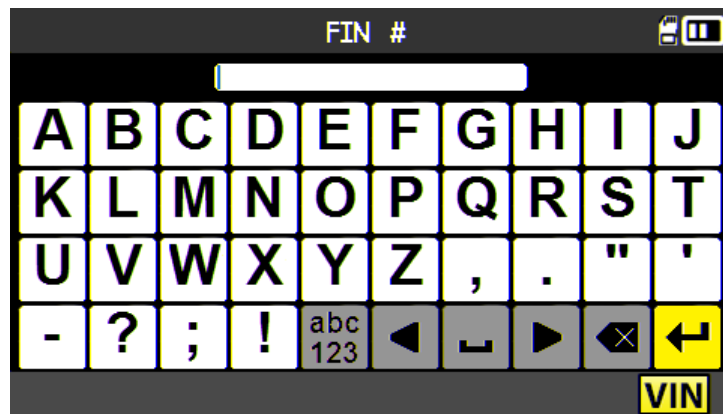 FIN #
A B C D E F G H I J
K L M N O P Q R S T
U V W X Y Z , . " '
- ? ; ! abc
123
VIN